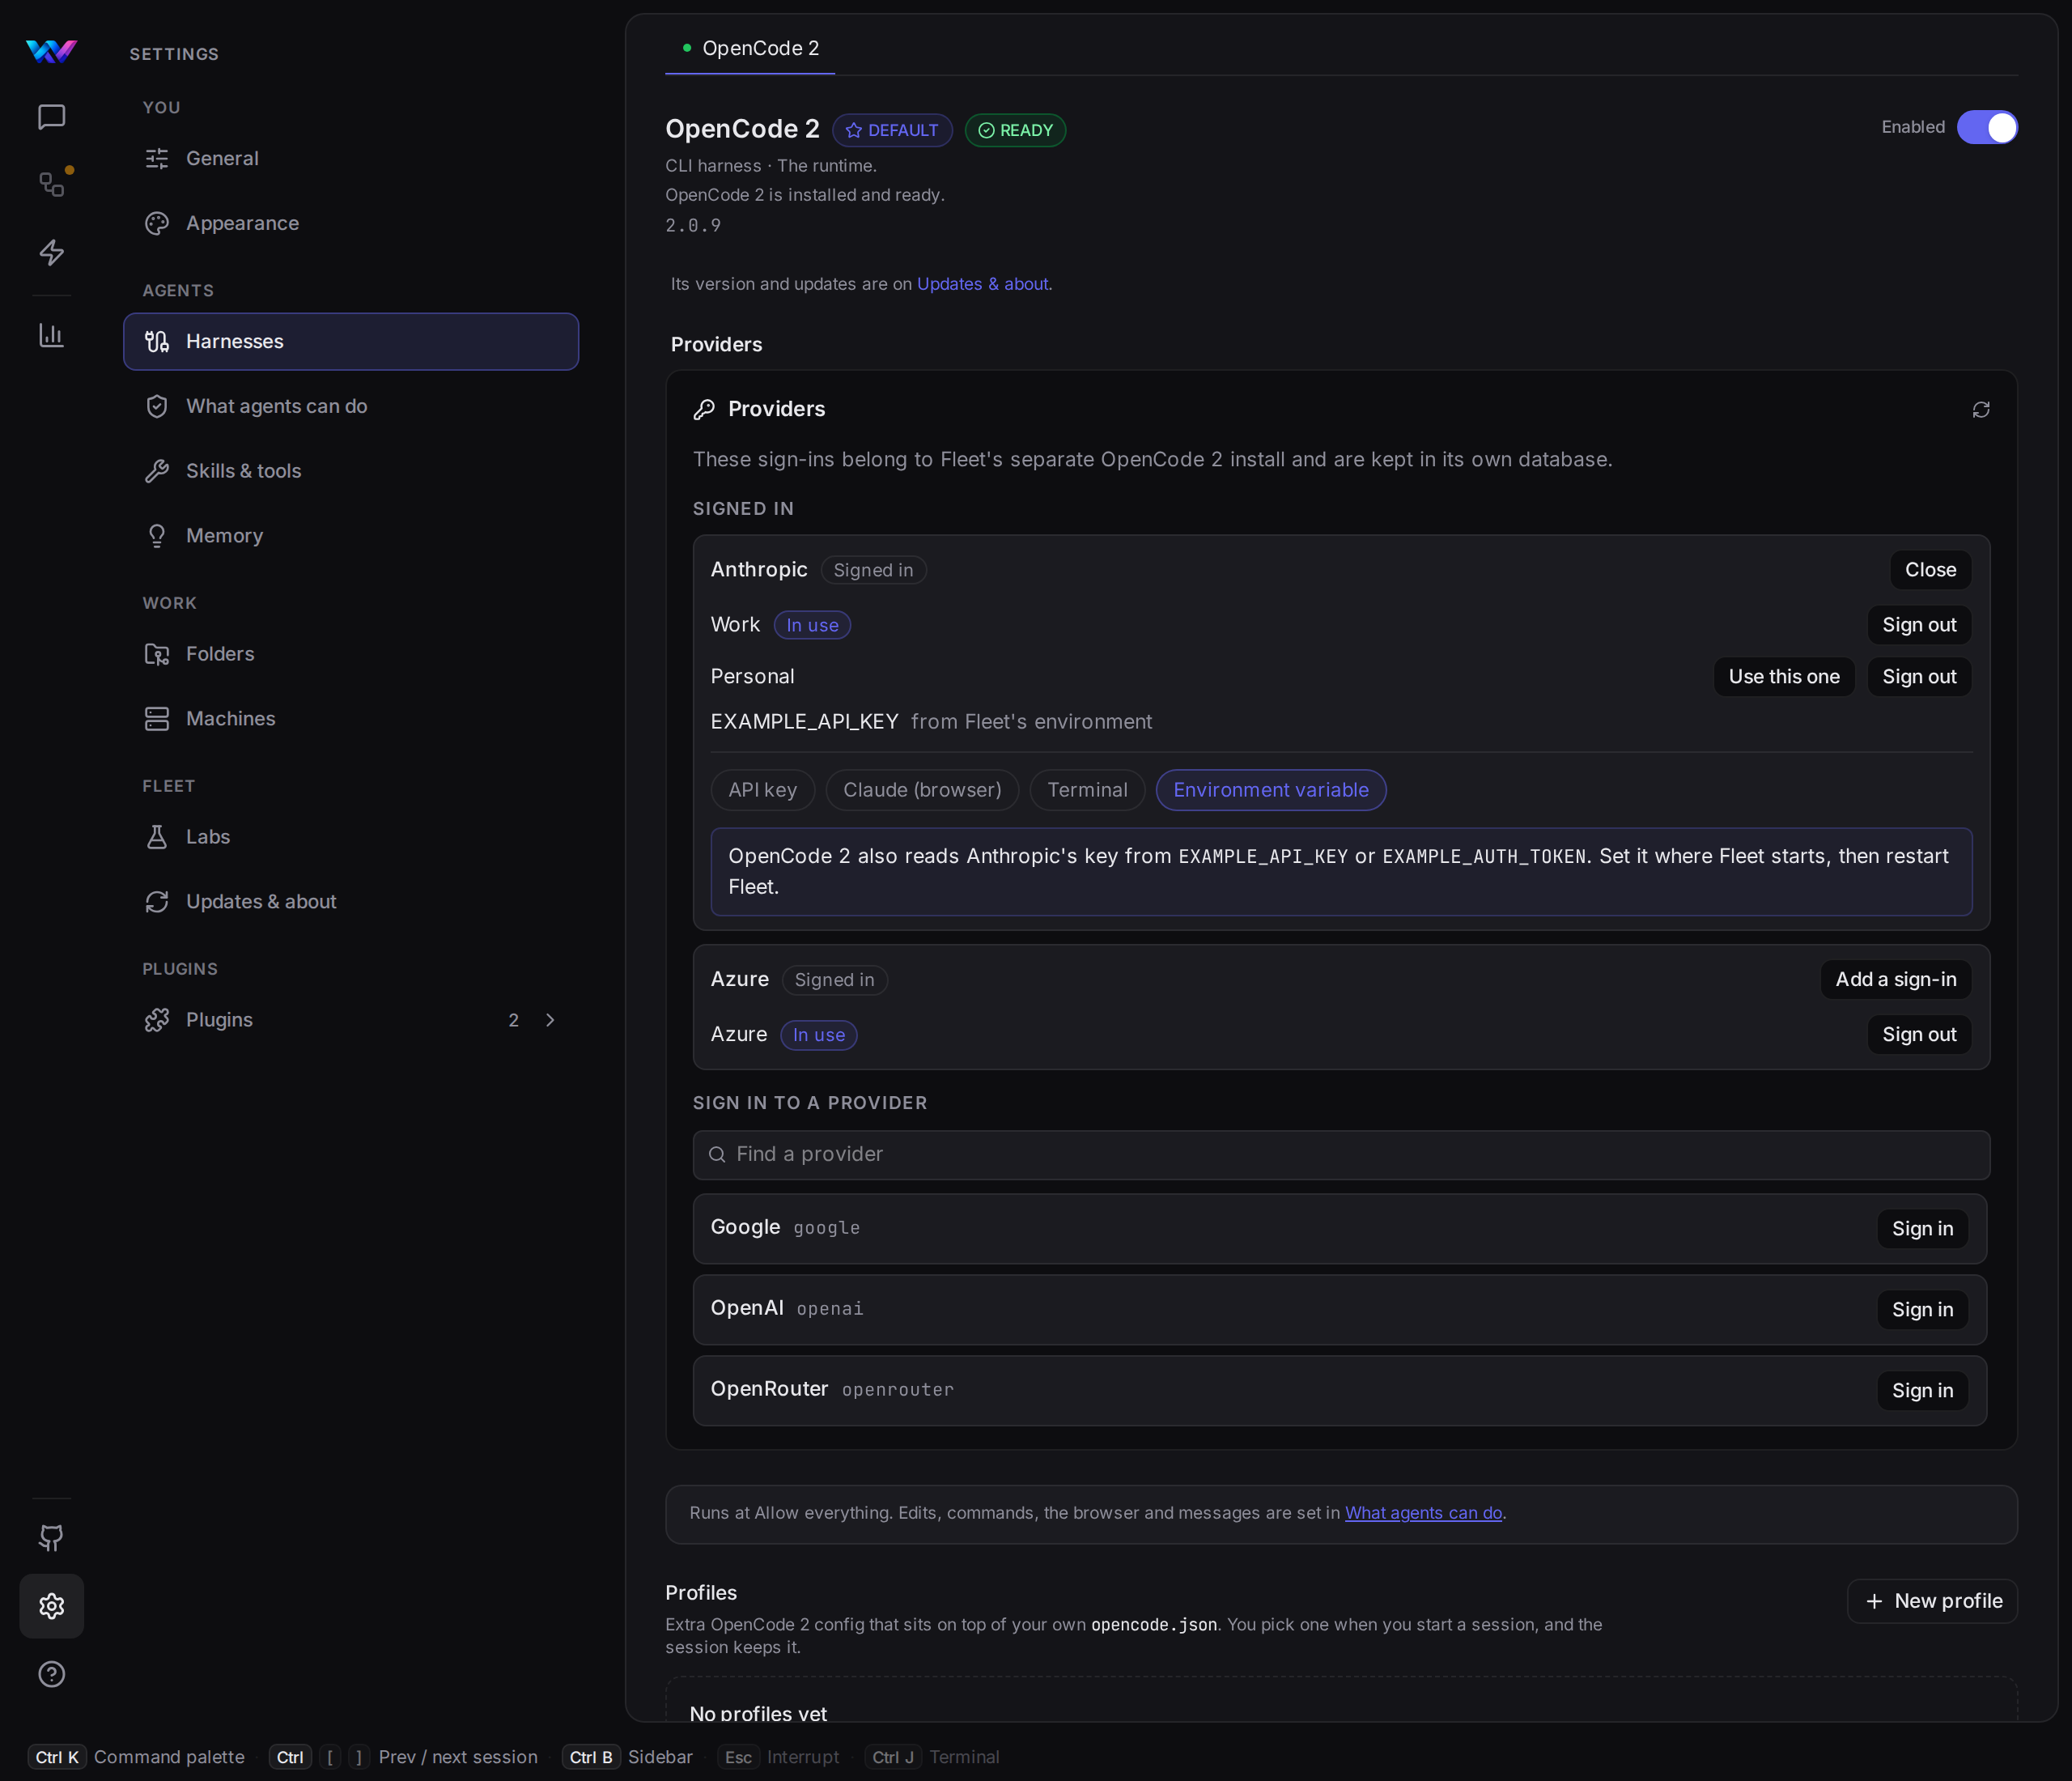 SETTINGS
YOU
General
Appearance
AGENTS
Harnesses
What agents can do
Skills & tools
Memory
WORK
Folders
Machines
FLEET
Labs
Updates & about
PLUGINS
Plugins 2
OpenCode 2
OpenCode 2 DEFAULT READY Enabled
CLI harness · The runtime.
OpenCode 2 is installed and ready.
2.0.9
Its version and updates are on Updates & about.
Providers
Providers
These sign-ins belong to Fleet's separate OpenCode 2 install and are kept in its own database.
SIGNED IN
Anthropic Signed in Close
Work In use Sign out
Personal Use this one Sign out
EXAMPLE_API_KEY from Fleet's environment
API key Claude (browser) Terminal Environment variable
OpenCode 2 also reads Anthropic's key from EXAMPLE_API_KEY or EXAMPLE_AUTH_TOKEN. Set it where Fleet starts, then restart
Fleet.
Azure Signed in Add a sign-in
Azure In use Sign out
SIGN IN TO A PROVIDER
Find a provider
Google google Sign in
OpenAI openai Sign in
OpenRouter openrouter Sign in
Runs at Allow everything. Edits, commands, the browser and messages are set in What agents can do.
Profiles New profile
Extra OpenCode 2 config that sits on top of your own opencode.json. You pick one when you start a session, and the
session keeps it.
No profiles yet
Ctrl K Command palette · Ctrl [ ] Prev / next session · Ctrl B Sidebar · Esc Interrupt · Ctrl J Terminal